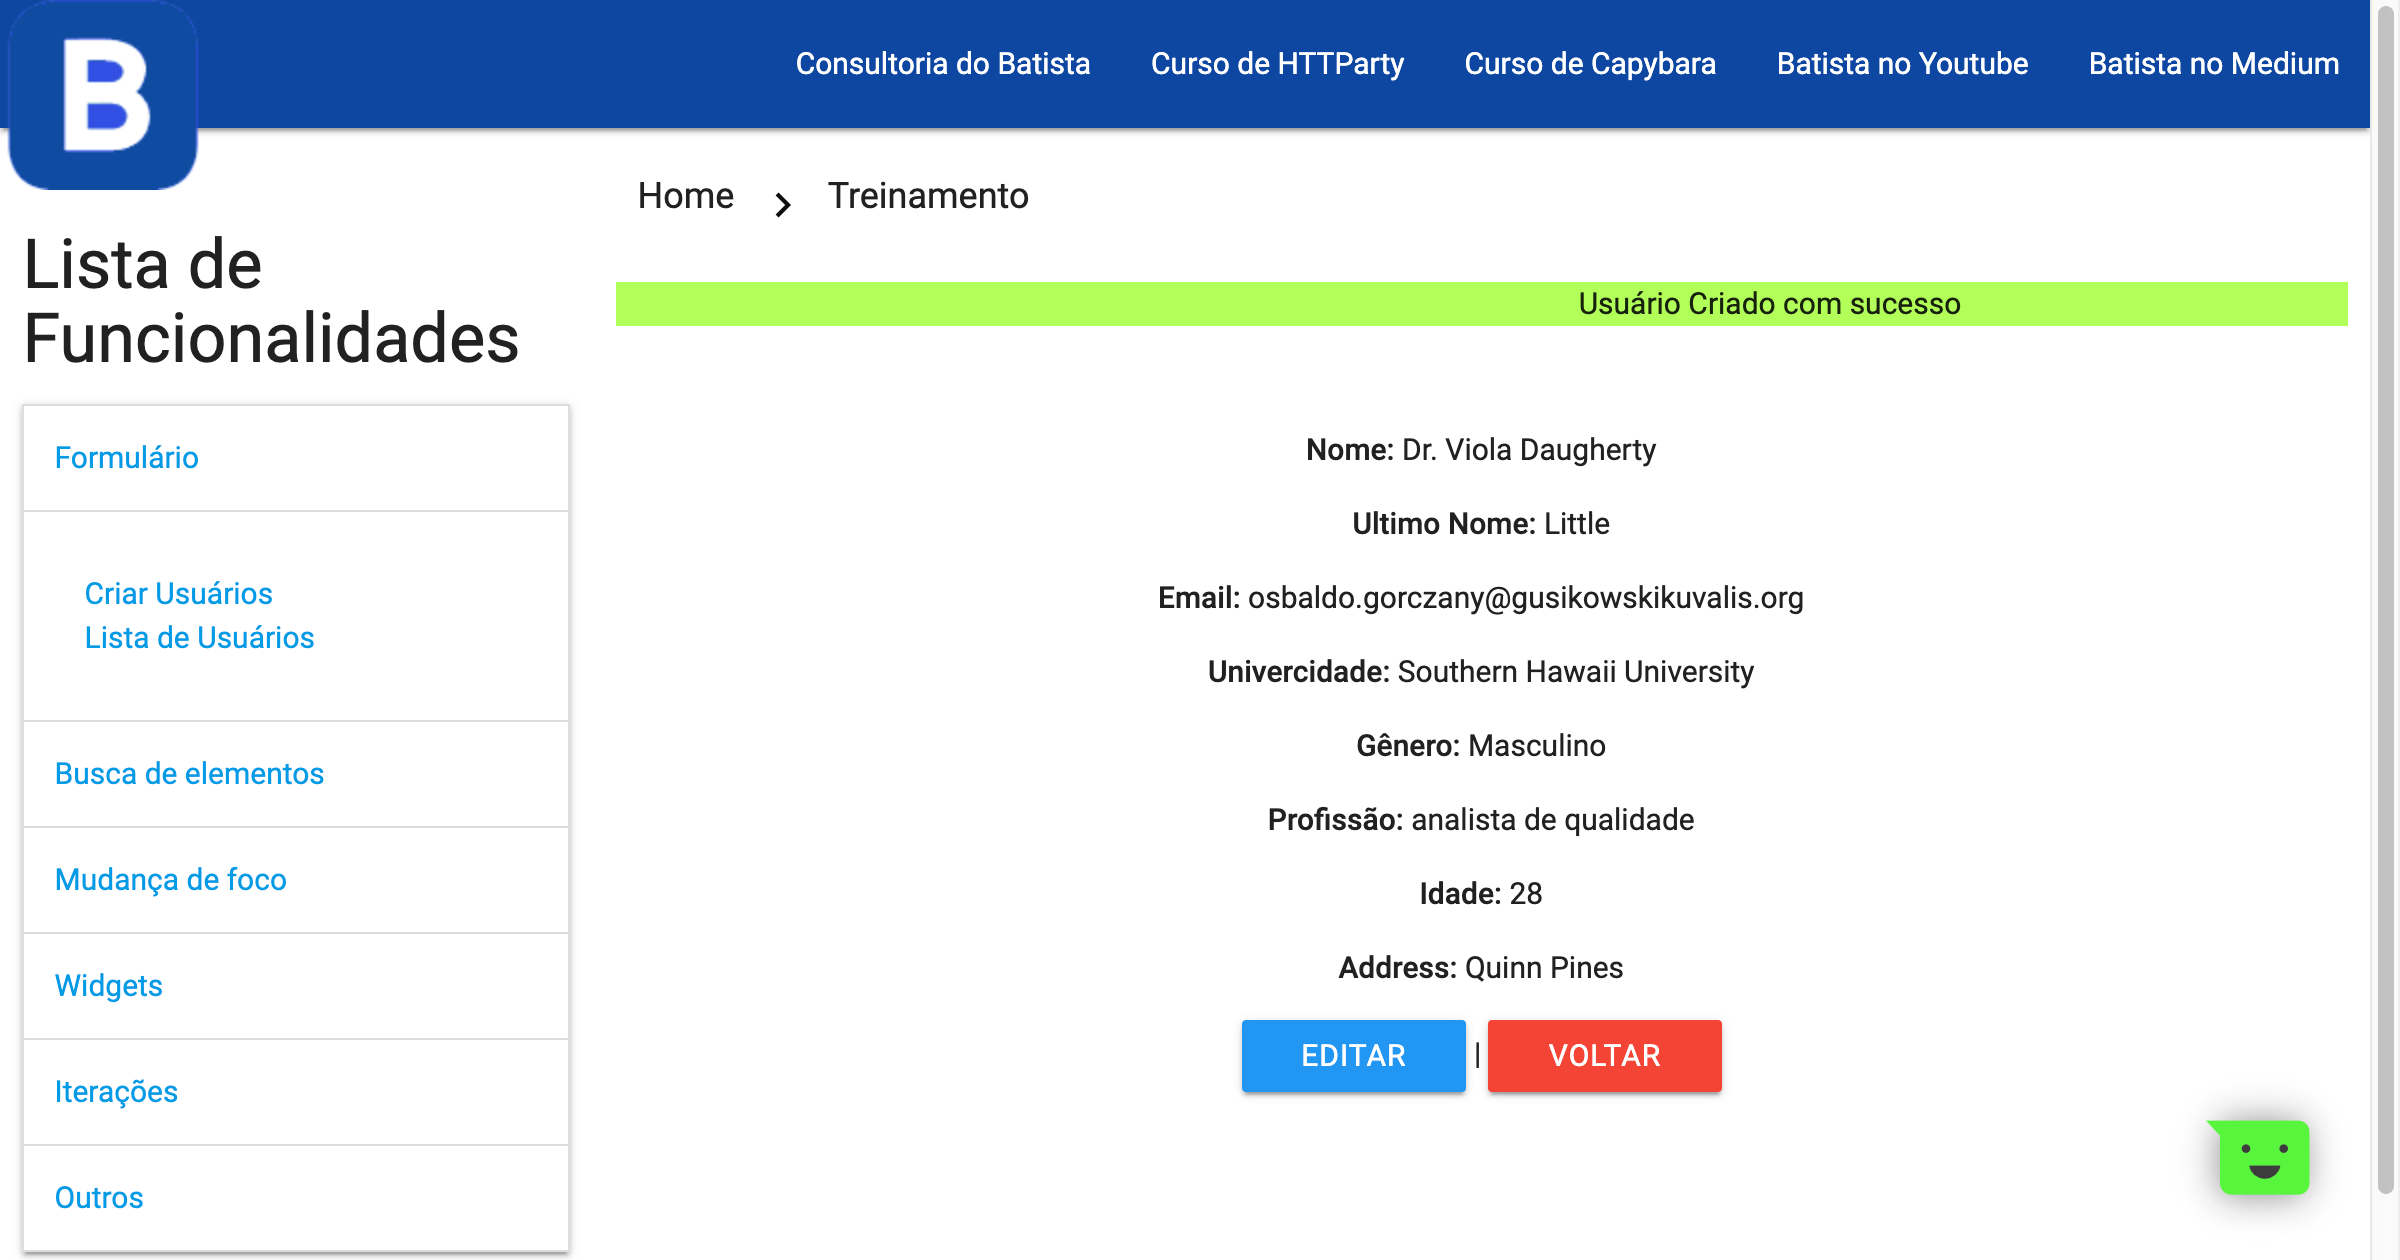 B
Consultoria do Batista
Curso de HTTParty
Curso de Capybara
Batista no Youtube
Batista no Medium
Home
Treinamento
Lista de
Funcionalidades
Formulário
Criar Usuários
Lista de Usuários
Busca de elementos
Mudança de foco
Widgets
Iterações
Outros
Usuário Criado com sucesso
Nome: Dr. Viola Daugherty
Ultimo Nome: Little
Email: osbaldo.gorczany@gusikowskikuvalis.org
Univercidade: Southern Hawaii University
Gênero: Masculino
Profissão: analista de qualidade
Idade: 28
Address: Quinn Pines
EDITAR | VOLTAR